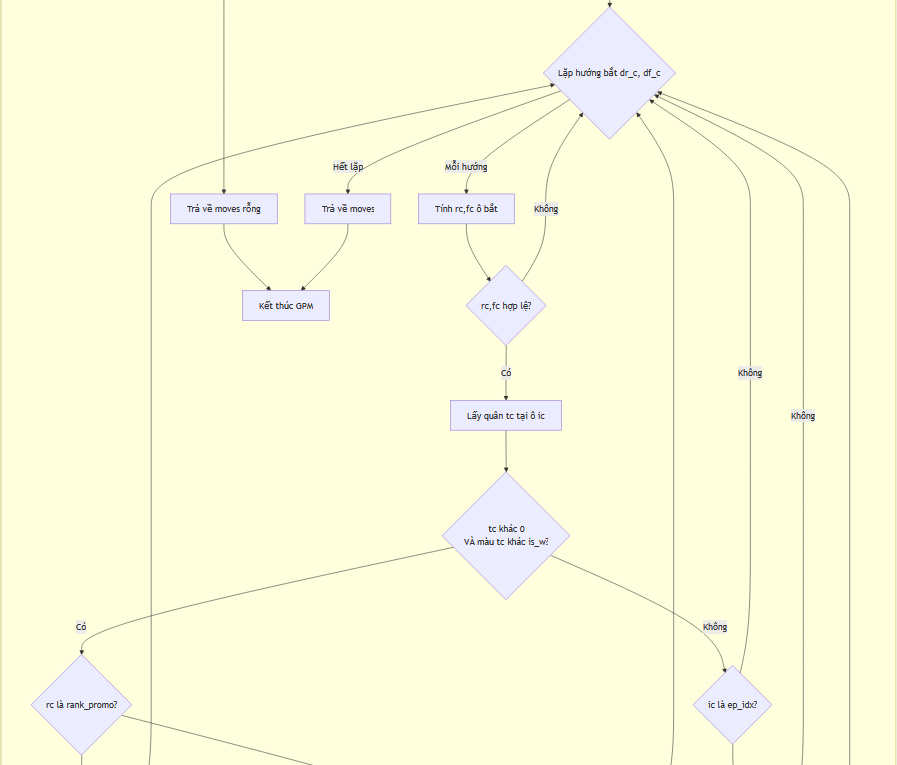 Lặp hướng bắt dr_c, df_c
Hết lặp
Mỗi hướng
Trả về moves rỗng
Trả về moves
Tính rc,fc ô bắt
Không
Kết thúc GPM
rc,fc hợp lệ?
Có
Không
Lấy quân tc tại ô ic
Không
tc khác 0
VÀ màu tc khác is_w?
Có
Không
rc là rank_promo?
ic là ep_idx?